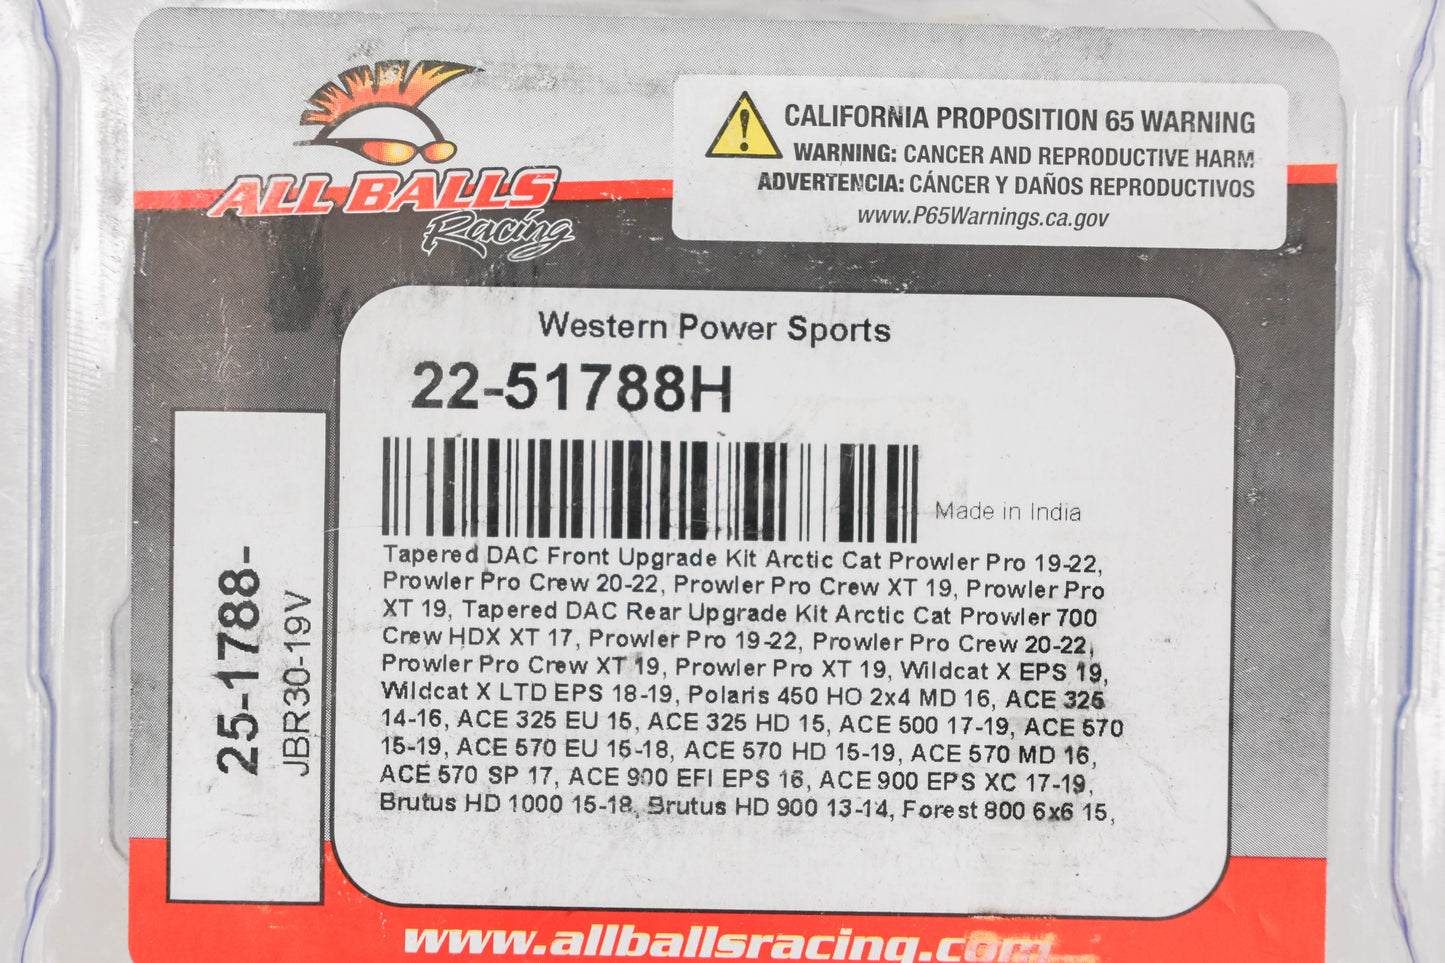 ALL BALLS
Racing
CALIFORNIA PROPOSITION 65 WARNING
WARNING: CANCER AND REPRODUCTIVE HARM
ADVERTENCIA: CÁNCER Y DAÑOS REPRODUCTIVOS
www.P65Warnings.ca.gov
Western Power Sports
22-51788H
Made in India
Tapered DAC Front Upgrade Kit Arctic Cat Prowler Pro 19-22,
Prowler Pro Crew 20-22, Prowler Pro Crew XT 19, Prowler Pro
XT 19, Tapered DAC Rear Upgrade Kit Arctic Cat Prowler 700
Crew HDX XT 17, Prowler Pro 19-22, Prowler Pro Crew 20-22,
Prowler Pro Crew XT 19, Prowler Pro XT 19, Wildcat X EPS 19,
Wildcat X LTD EPS 18-19, Polaris 450 HO 2x4 MD 16, ACE 325
14-16, ACE 325 EU 15, ACE 325 HD 15, ACE 500 17-19, ACE 570
15-19, ACE 570 EU 15-18, ACE 570 HD 15-19, ACE 570 MD 16,
ACE 570 SP 17, ACE 900 EFI EPS 16, ACE 900 EPS XC 17-19,
Brutus HD 1000 15-18, Brutus HD 900 13-14, Forest 800 6x6 15,
25-1788-
JBR30-19V
www.allballsracing.com